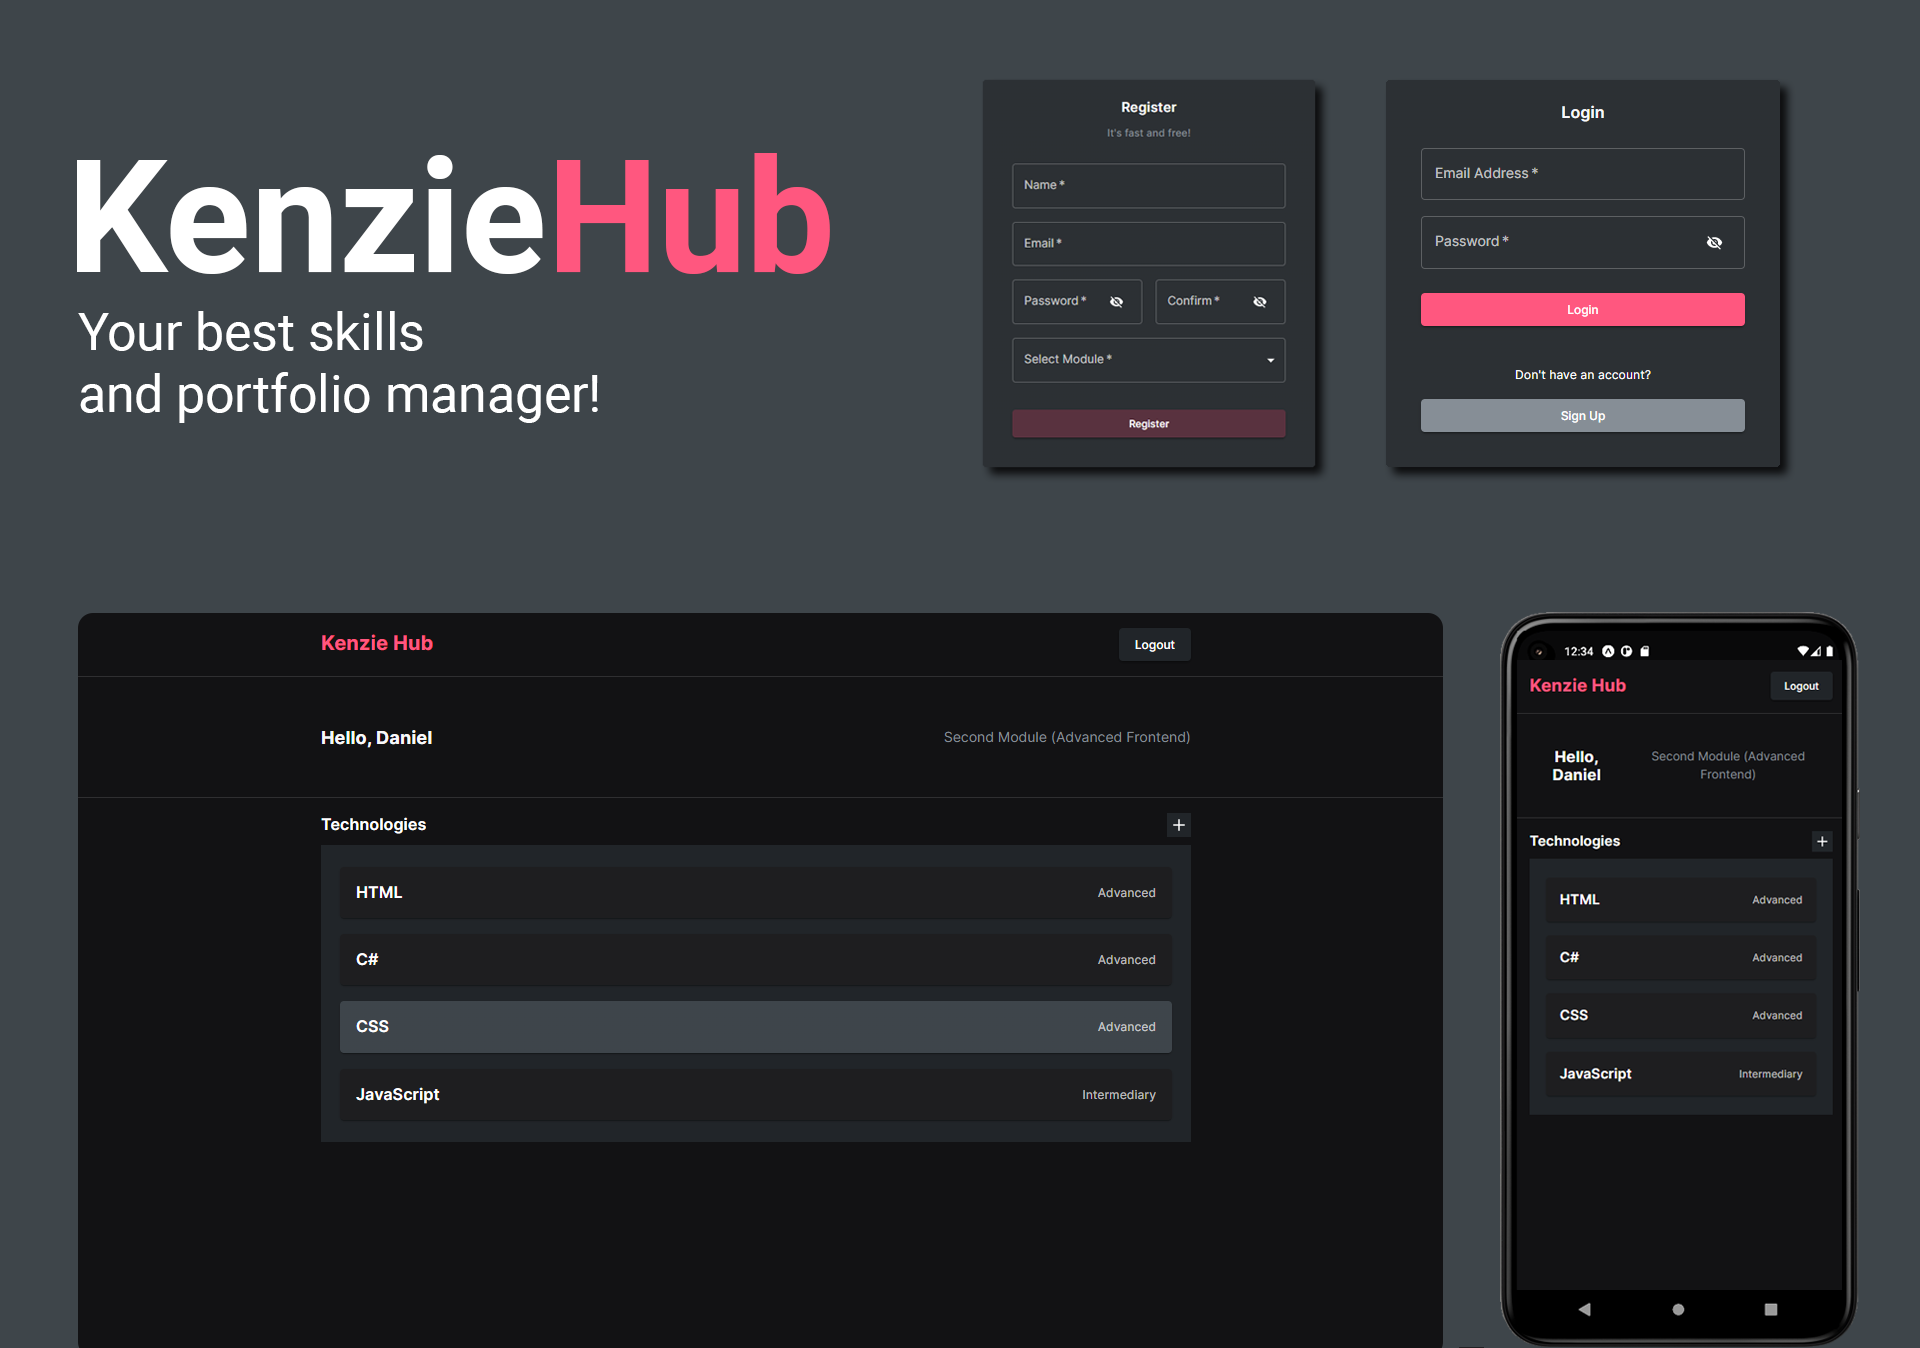 KenzieHub
Your best skills
and portfolio manager!
Register
It's fast and free!
Name *
Email *
Password *
Confirm *
Select Module *
Register
Login
Email Address *
Password *
Login
Don't have an account?
Sign Up
Kenzie Hub
Logout
Hello, Daniel
Second Module (Advanced Frontend)
Technologies
+
HTML
Advanced
C#
Advanced
CSS
Advanced
JavaScript
Intermediary
12:34
Kenzie Hub
Logout
Hello,
Daniel
Second Module (Advanced
Frontend)
Technologies
+
HTML
Advanced
C#
Advanced
CSS
Advanced
JavaScript
Intermediary